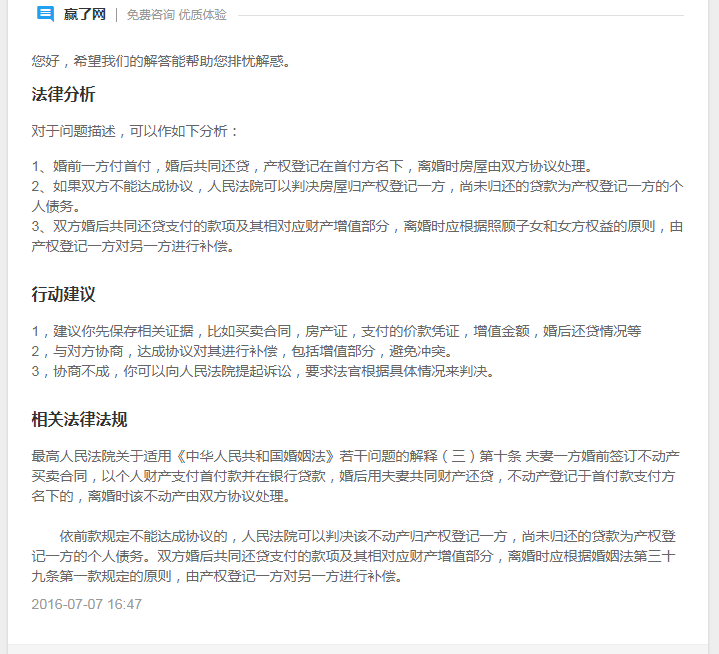 赢了网 | 免费咨询 优质体验
您好，希望我们的解答能帮助您排忧解惑。
法律分析
对于问题描述，可以作如下分析：
1、婚前一方付首付，婚后共同还贷，产权登记在首付方名下，离婚时房屋由双方协议处理。
2、如果双方不能达成协议，人民法院可以判决房屋归产权登记一方，尚未归还的贷款为产权登记一方的个
人债务。
3、双方婚后共同还贷支付的款项及其相对应财产增值部分，离婚时应根据照顾子女和女方权益的原则，由
产权登记一方对另一方进行补偿。
行动建议
1，建议你先保存相关证据，比如买卖合同，房产证，支付的价款凭证，增值金额，婚后还贷情况等
2，与对方协商，达成协议对其进行补偿，包括增值部分，避免冲突。
3，协商不成，你可以向人民法院提起诉讼，要求法官根据具体情况来判决。
相关法律法规
最高人民法院关于适用《中华人民共和国婚姻法》若干问题的解释（三）第十条 夫妻一方婚前签订不动产
买卖合同，以个人财产支付首付款并在银行贷款，婚后用夫妻共同财产还贷，不动产登记于首付款支付方
名下的，离婚时该不动产由双方协议处理。
依前款规定不能达成协议的，人民法院可以判决该不动产归产权登记一方，尚未归还的贷款为产权登
记一方的个人债务。双方婚后共同还贷支付的款项及其相对应财产增值部分，离婚时应根据婚姻法第三十
九条第一款规定的原则，由产权登记一方对另一方进行补偿。
2016-07-07 16:47